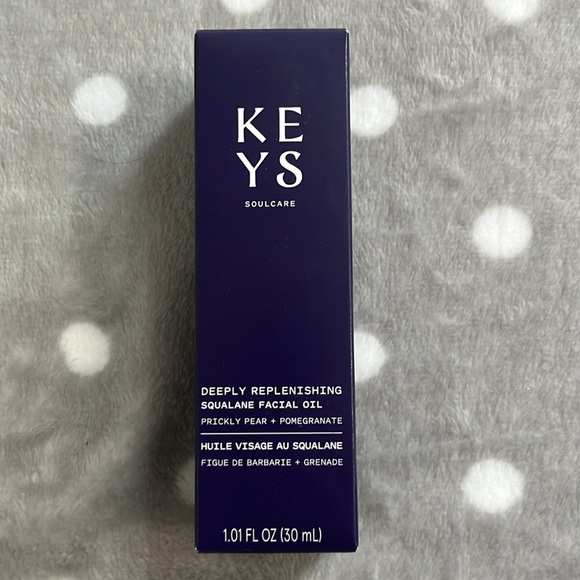 KE
YS
SOULCARE
DEEPLY REPLENISHING
SQUALANE FACIAL OIL
PRICKLY PEAR + POMEGRANATE
HUILE VISAGE AU SQUALANE
FIGUE DE BARBARIE + GRENADE
1.01 FL OZ (30 mL)